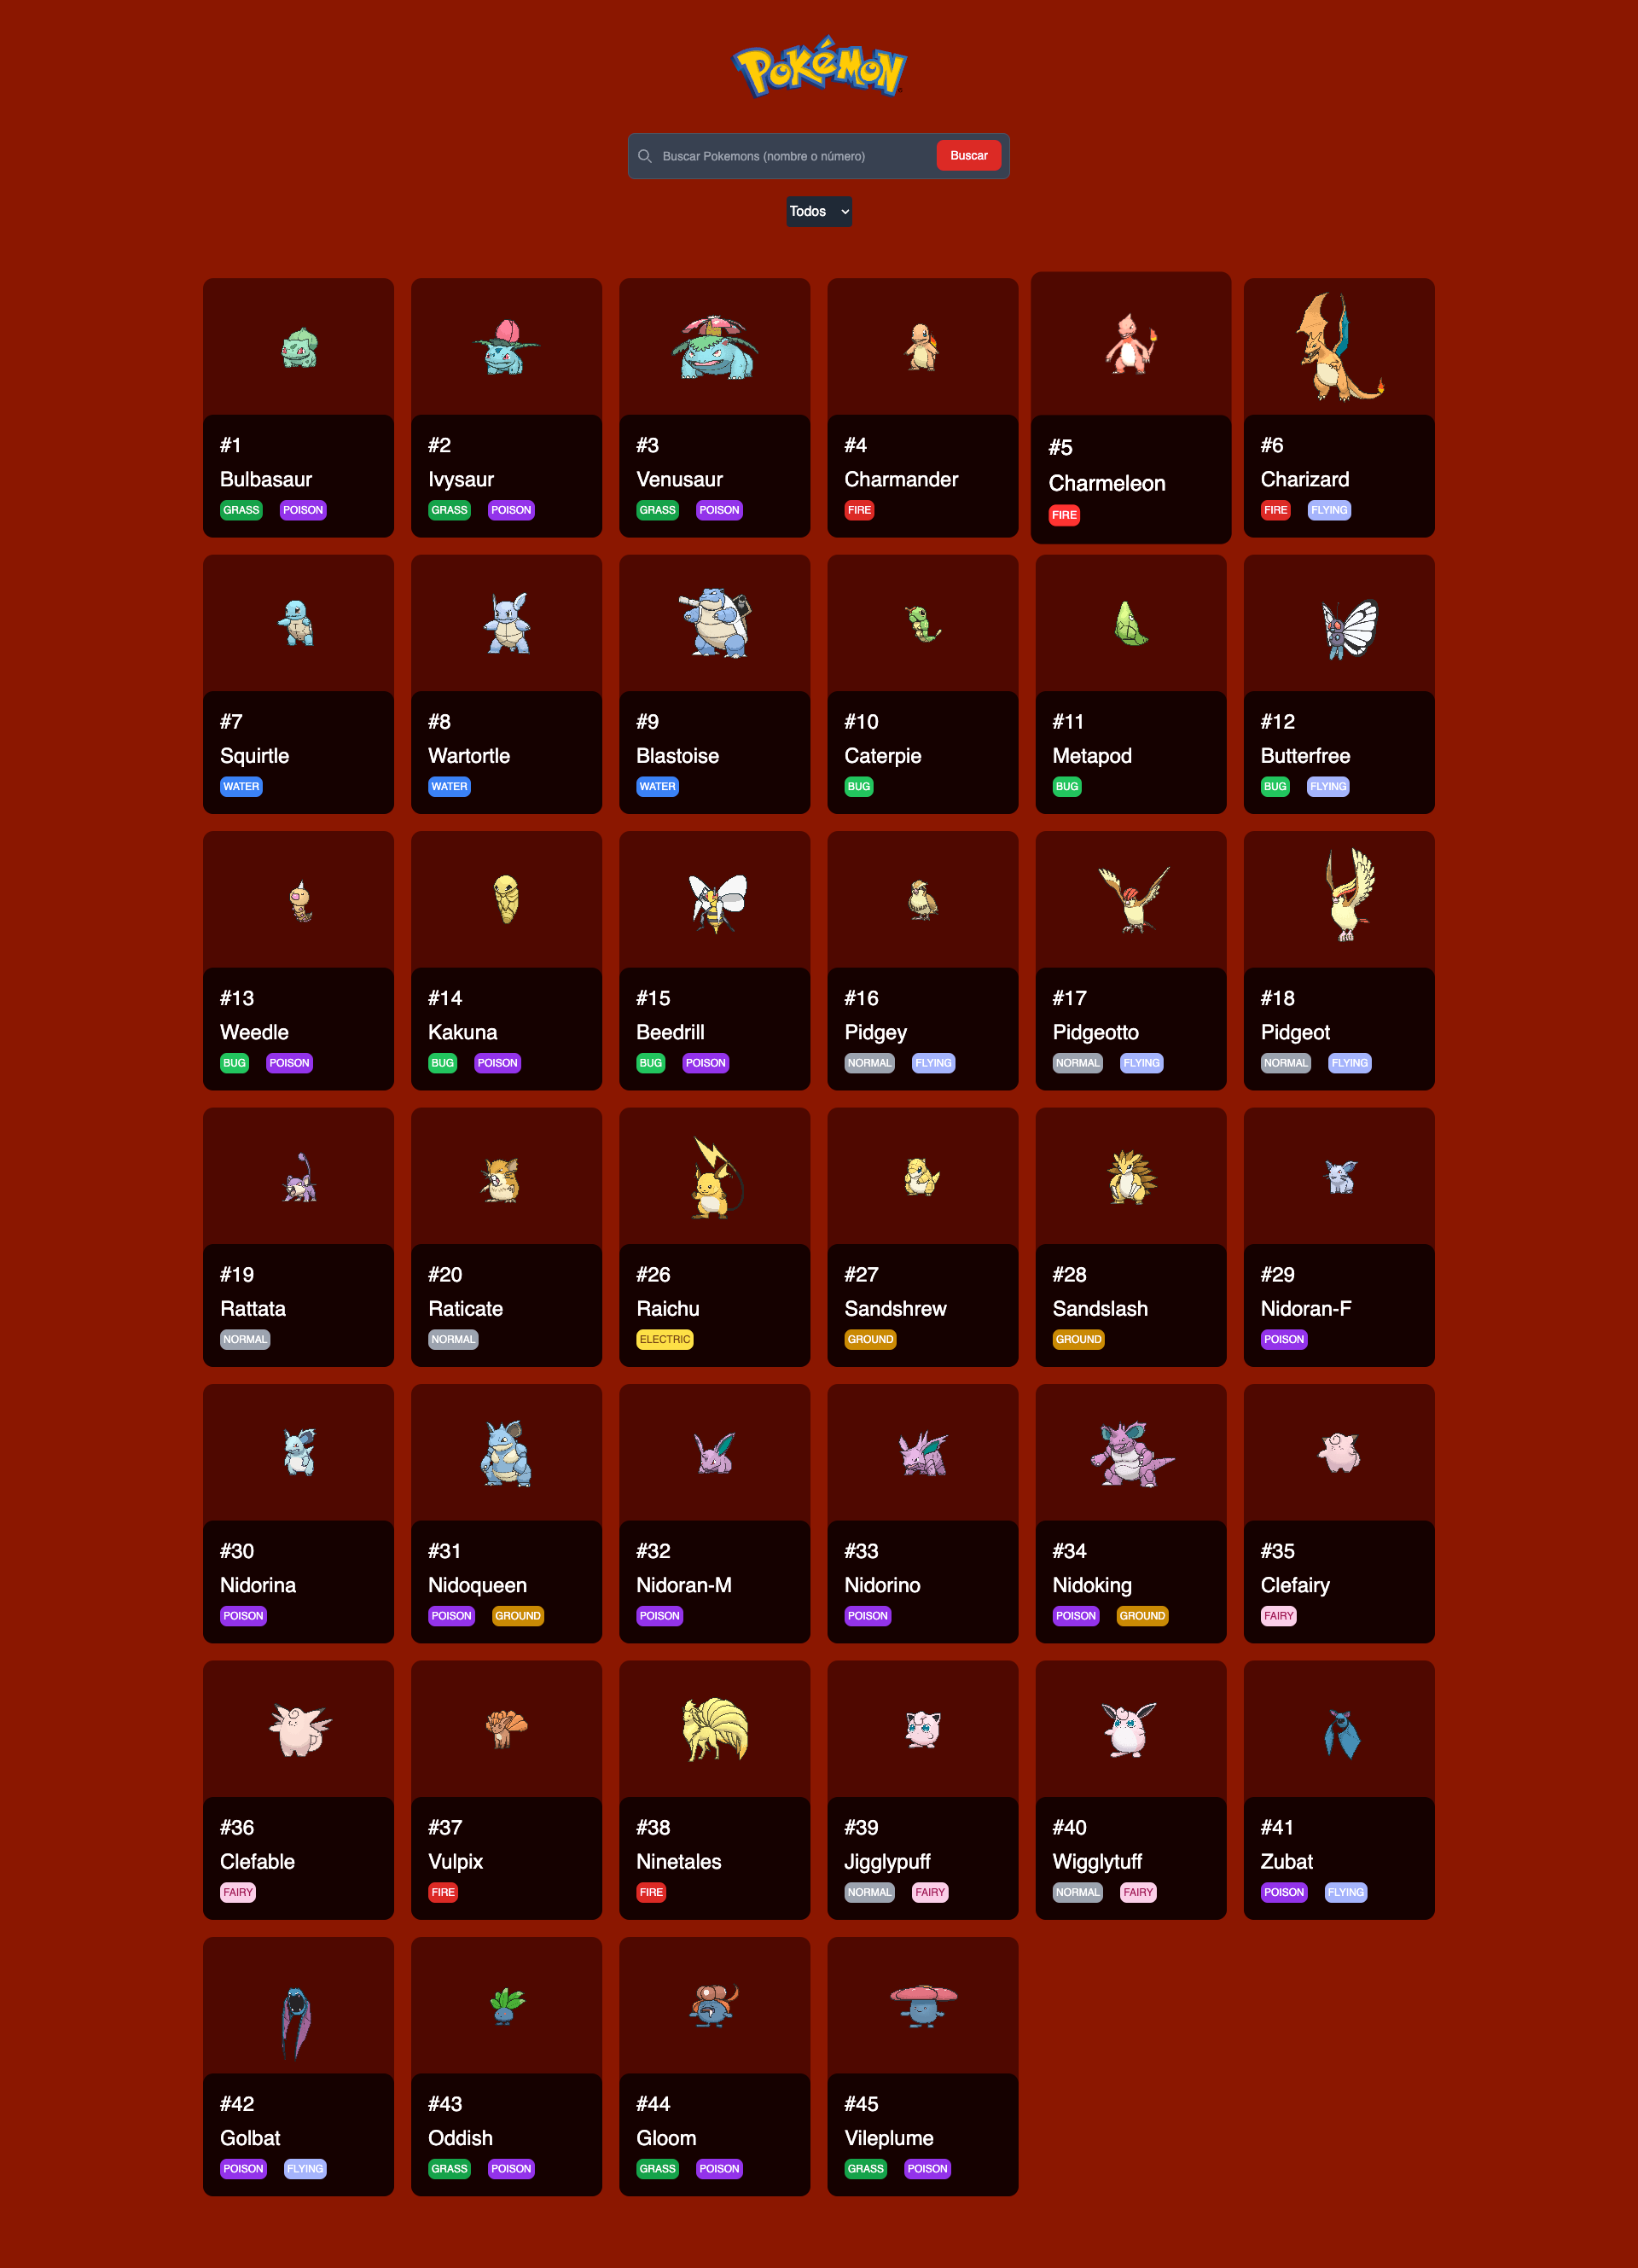 POKéMON
Buscar Pokemons (nombre o número)
Buscar
Todos
#1
Bulbasaur
GRASS POISON
#2
Ivysaur
GRASS POISON
#3
Venusaur
GRASS POISON
#4
Charmander
FIRE
#5
Charmeleon
FIRE
#6
Charizard
FIRE FLYING
#7
Squirtle
WATER
#8
Wartortle
WATER
#9
Blastoise
WATER
#10
Caterpie
BUG
#11
Metapod
BUG
#12
Butterfree
BUG FLYING
#13
Weedle
BUG POISON
#14
Kakuna
BUG POISON
#15
Beedrill
BUG POISON
#16
Pidgey
NORMAL FLYING
#17
Pidgeotto
NORMAL FLYING
#18
Pidgeot
NORMAL FLYING
#19
Rattata
NORMAL
#20
Raticate
NORMAL
#26
Raichu
ELECTRIC
#27
Sandshrew
GROUND
#28
Sandslash
GROUND
#29
Nidoran-F
POISON
#30
Nidorina
POISON
#31
Nidoqueen
POISON GROUND
#32
Nidoran-M
POISON
#33
Nidorino
POISON
#34
Nidoking
POISON GROUND
#35
Clefairy
FAIRY
#36
Clefable
FAIRY
#37
Vulpix
FIRE
#38
Ninetales
FIRE
#39
Jigglypuff
NORMAL FAIRY
#40
Wigglytuff
NORMAL FAIRY
#41
Zubat
POISON FLYING
#42
Golbat
POISON FLYING
#43
Oddish
GRASS POISON
#44
Gloom
GRASS POISON
#45
Vileplume
GRASS POISON